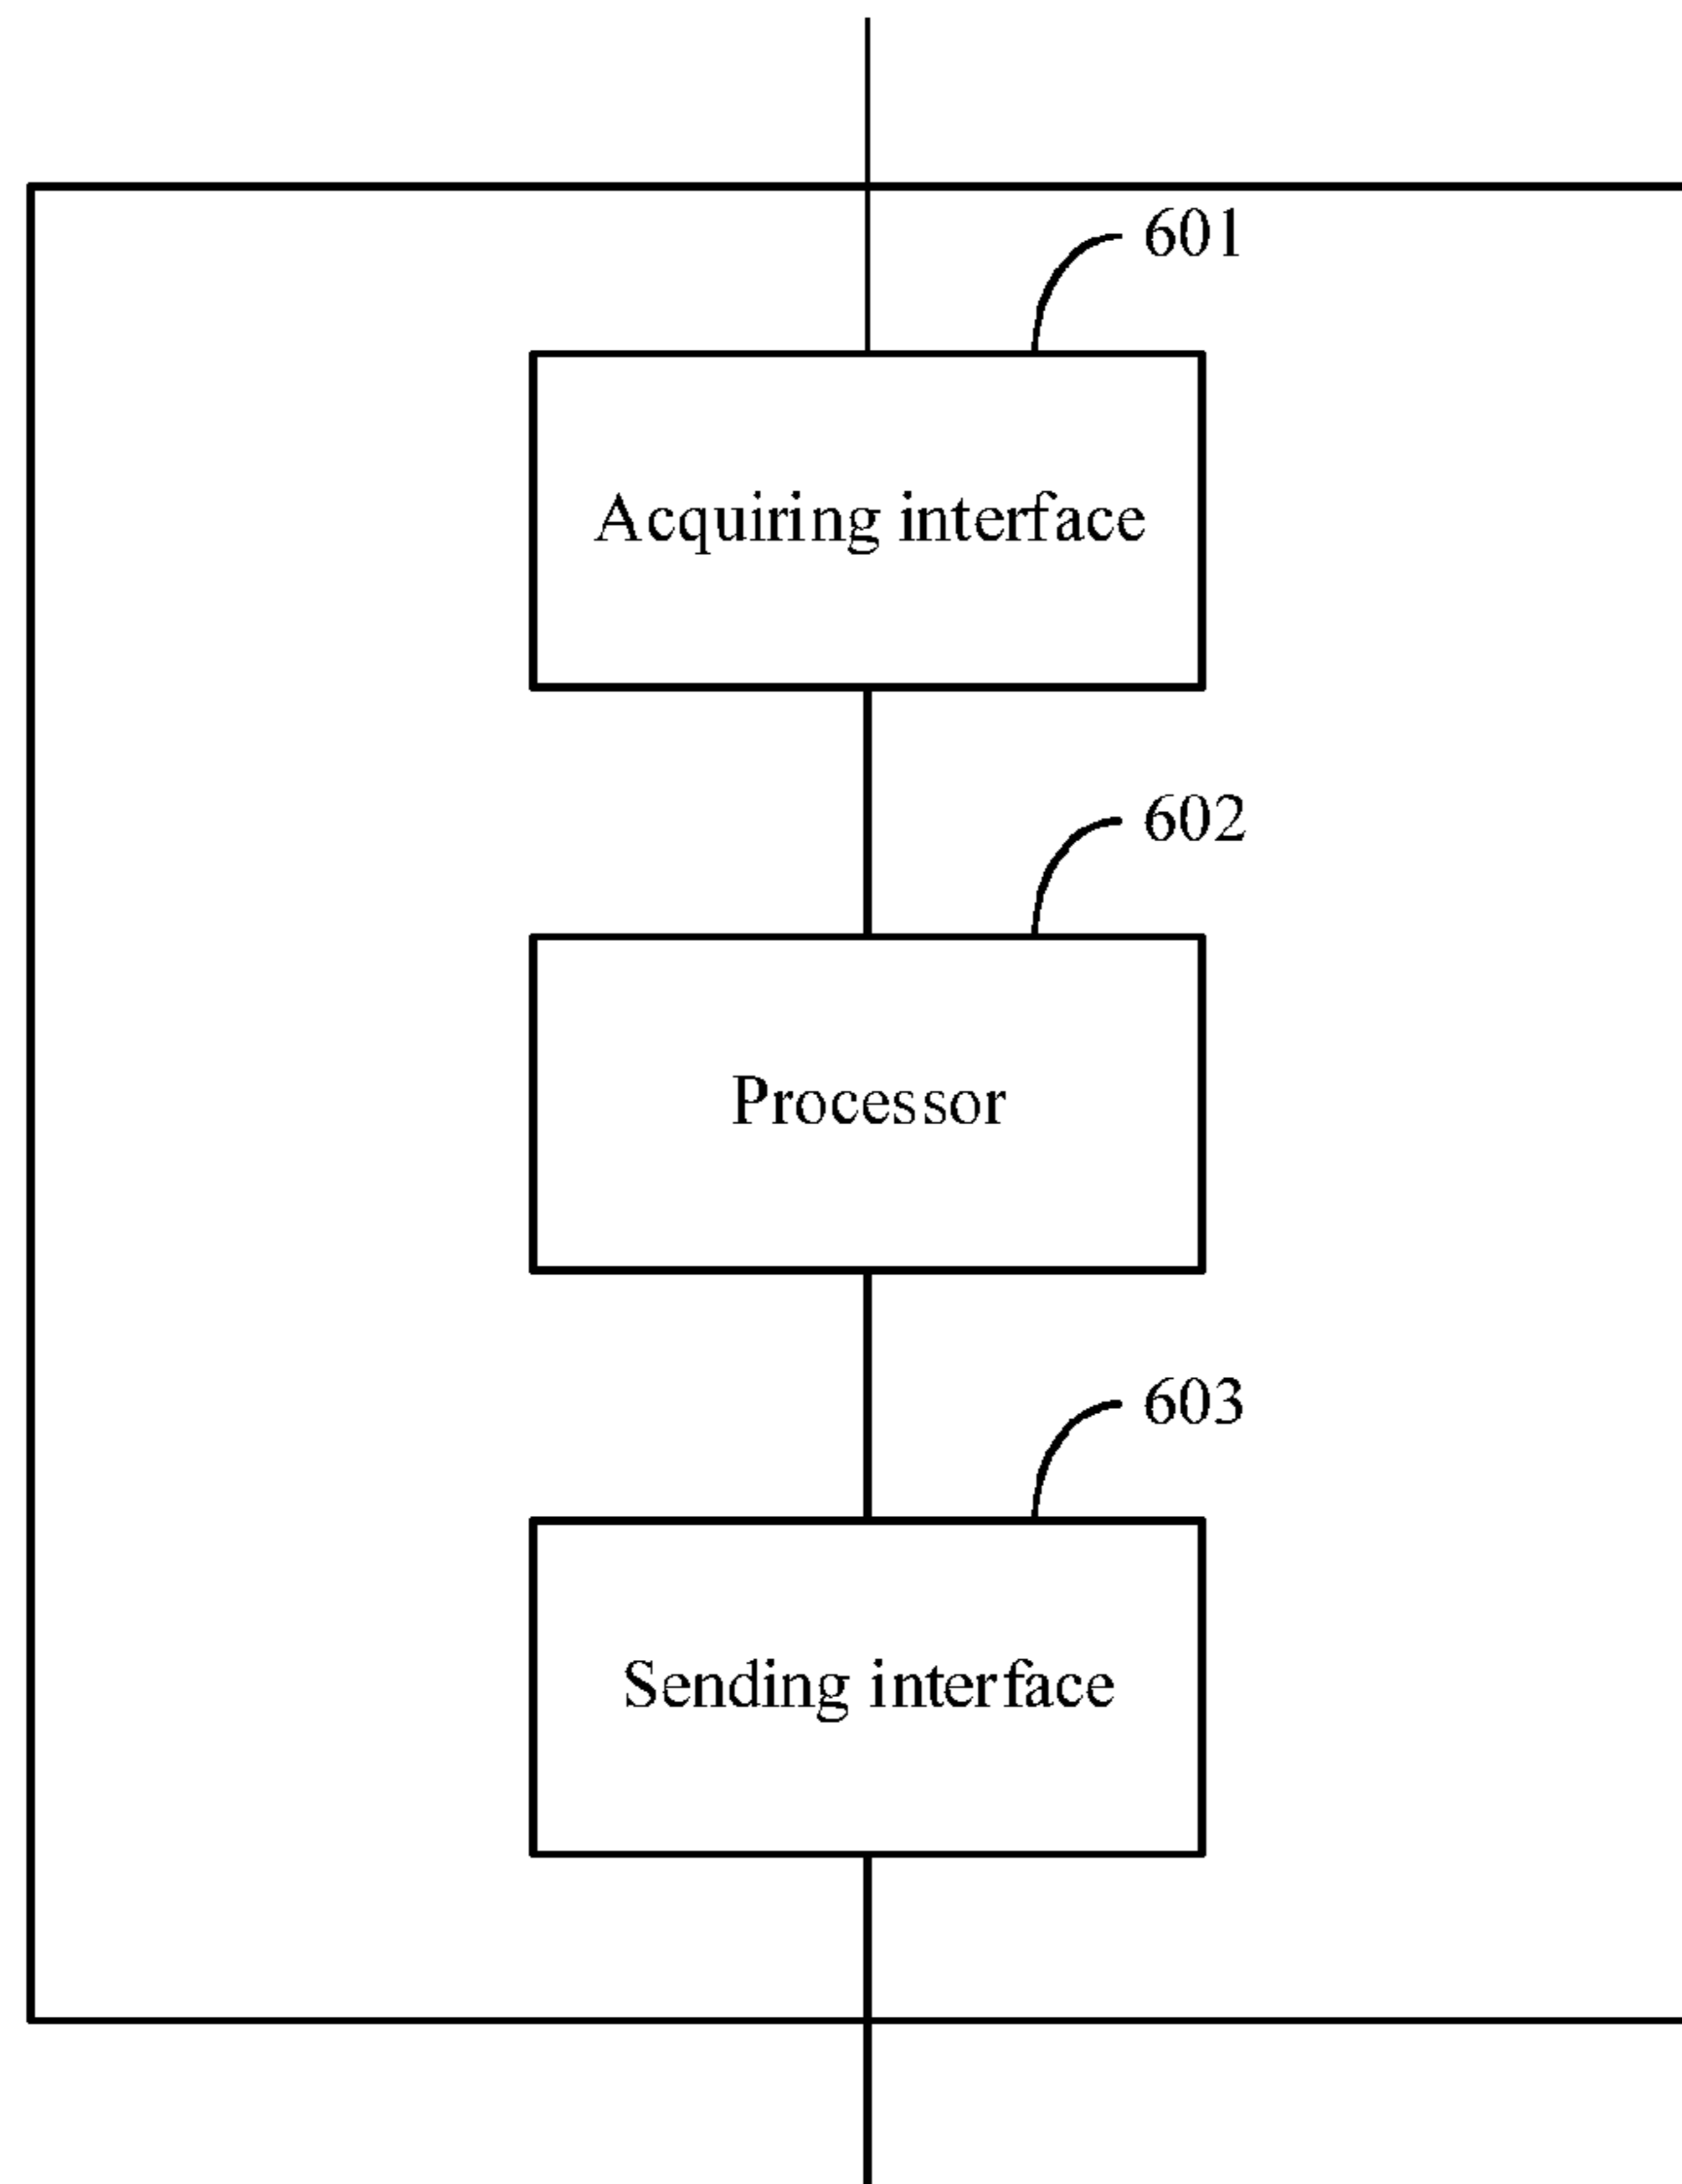 601
Acquiring interface
602
Processor
603
Sending interface